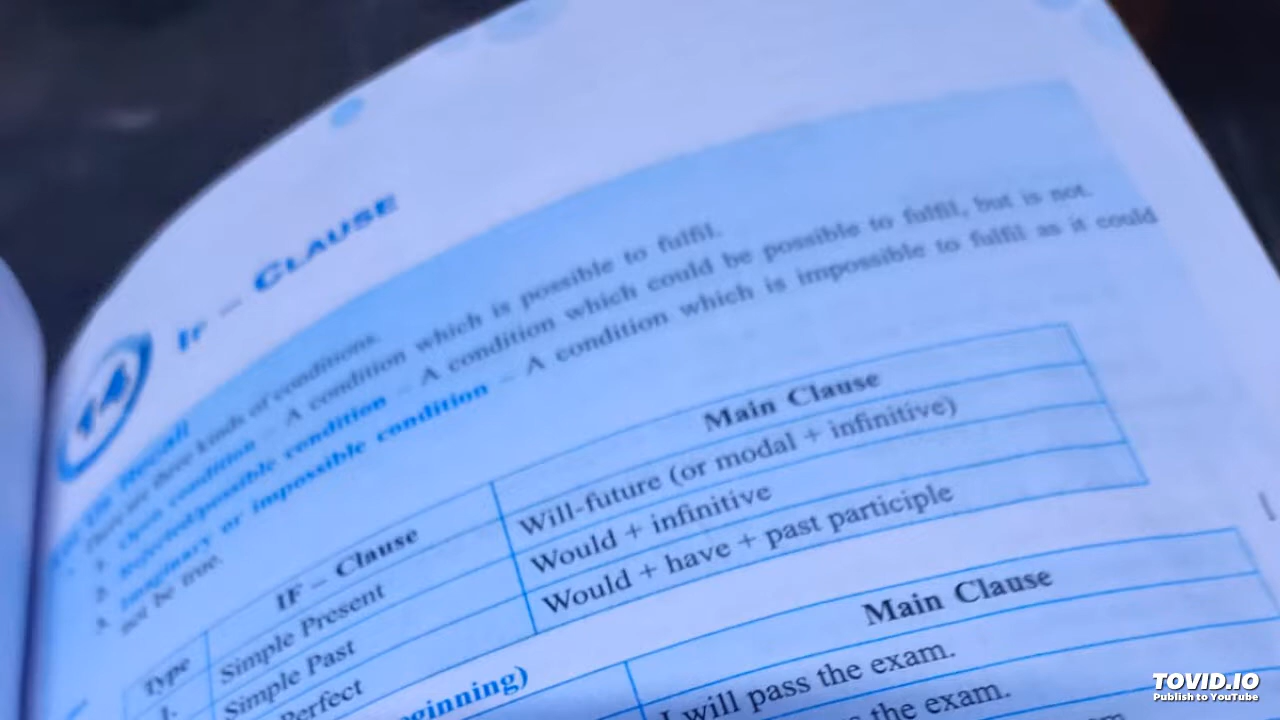 14
IF – CLAUSE
Let Us Recall
There are three kinds of conditions.
1. Open condition – A condition which is possible to fulfil.
2. Rejected/possible condition – A condition which could be possible to fulfil, but is not.
3. Imaginary or impossible condition – A condition which is impossible to fulfil as it could
not be true.
Type IF – Clause Main Clause
1. Simple Present Will-future (or modal + infinitive)
Simple Past Would + infinitive
Perfect Would + have + past participle
ginning)
Main Clause
I will pass the exam.
the exam.
TOVID.IO
Publish to YouTube